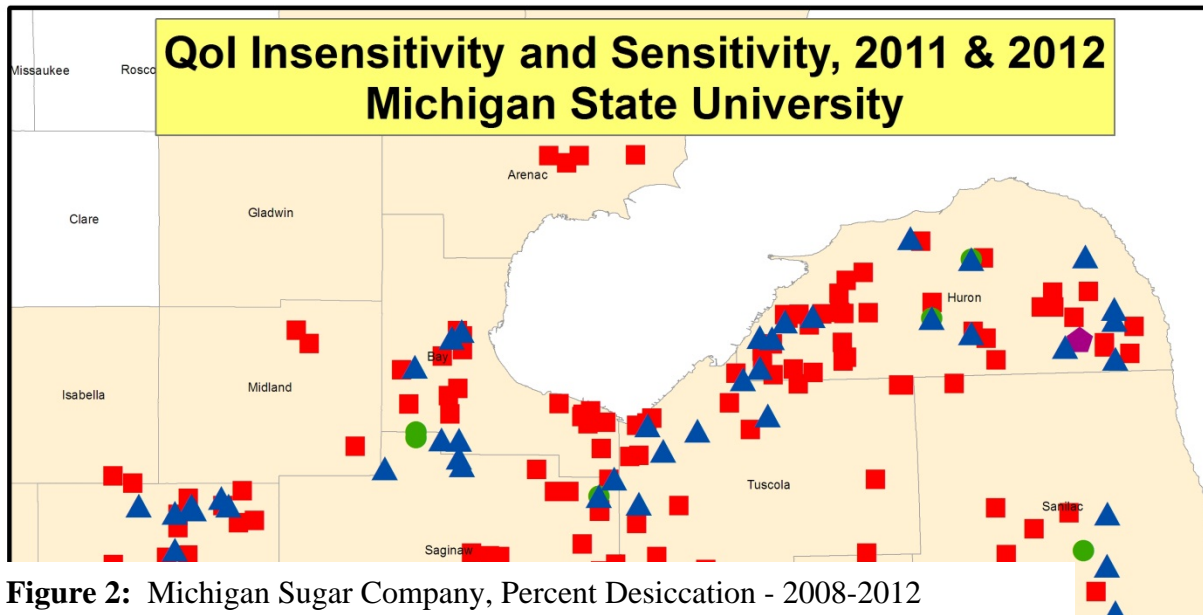 QoI Insensitivity and Sensitivity, 2011 & 2012
Michigan State University
Missaukee
Rosco
Arenac
Clare
Gladwin
Huron
Bay
Isabella
Midland
Tuscola
Sanilac
Saginaw
Figure 2: Michigan Sugar Company, Percent Desiccation - 2008-2012